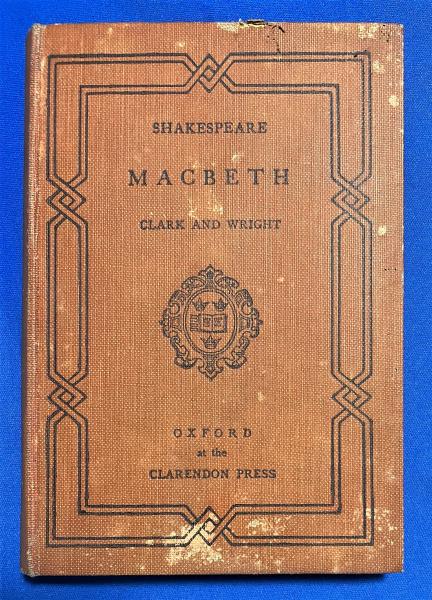 SHAKESPEARE
MACBETH
CLARK AND WRIGHT
OXFORD
at the
CLARENDON PRESS